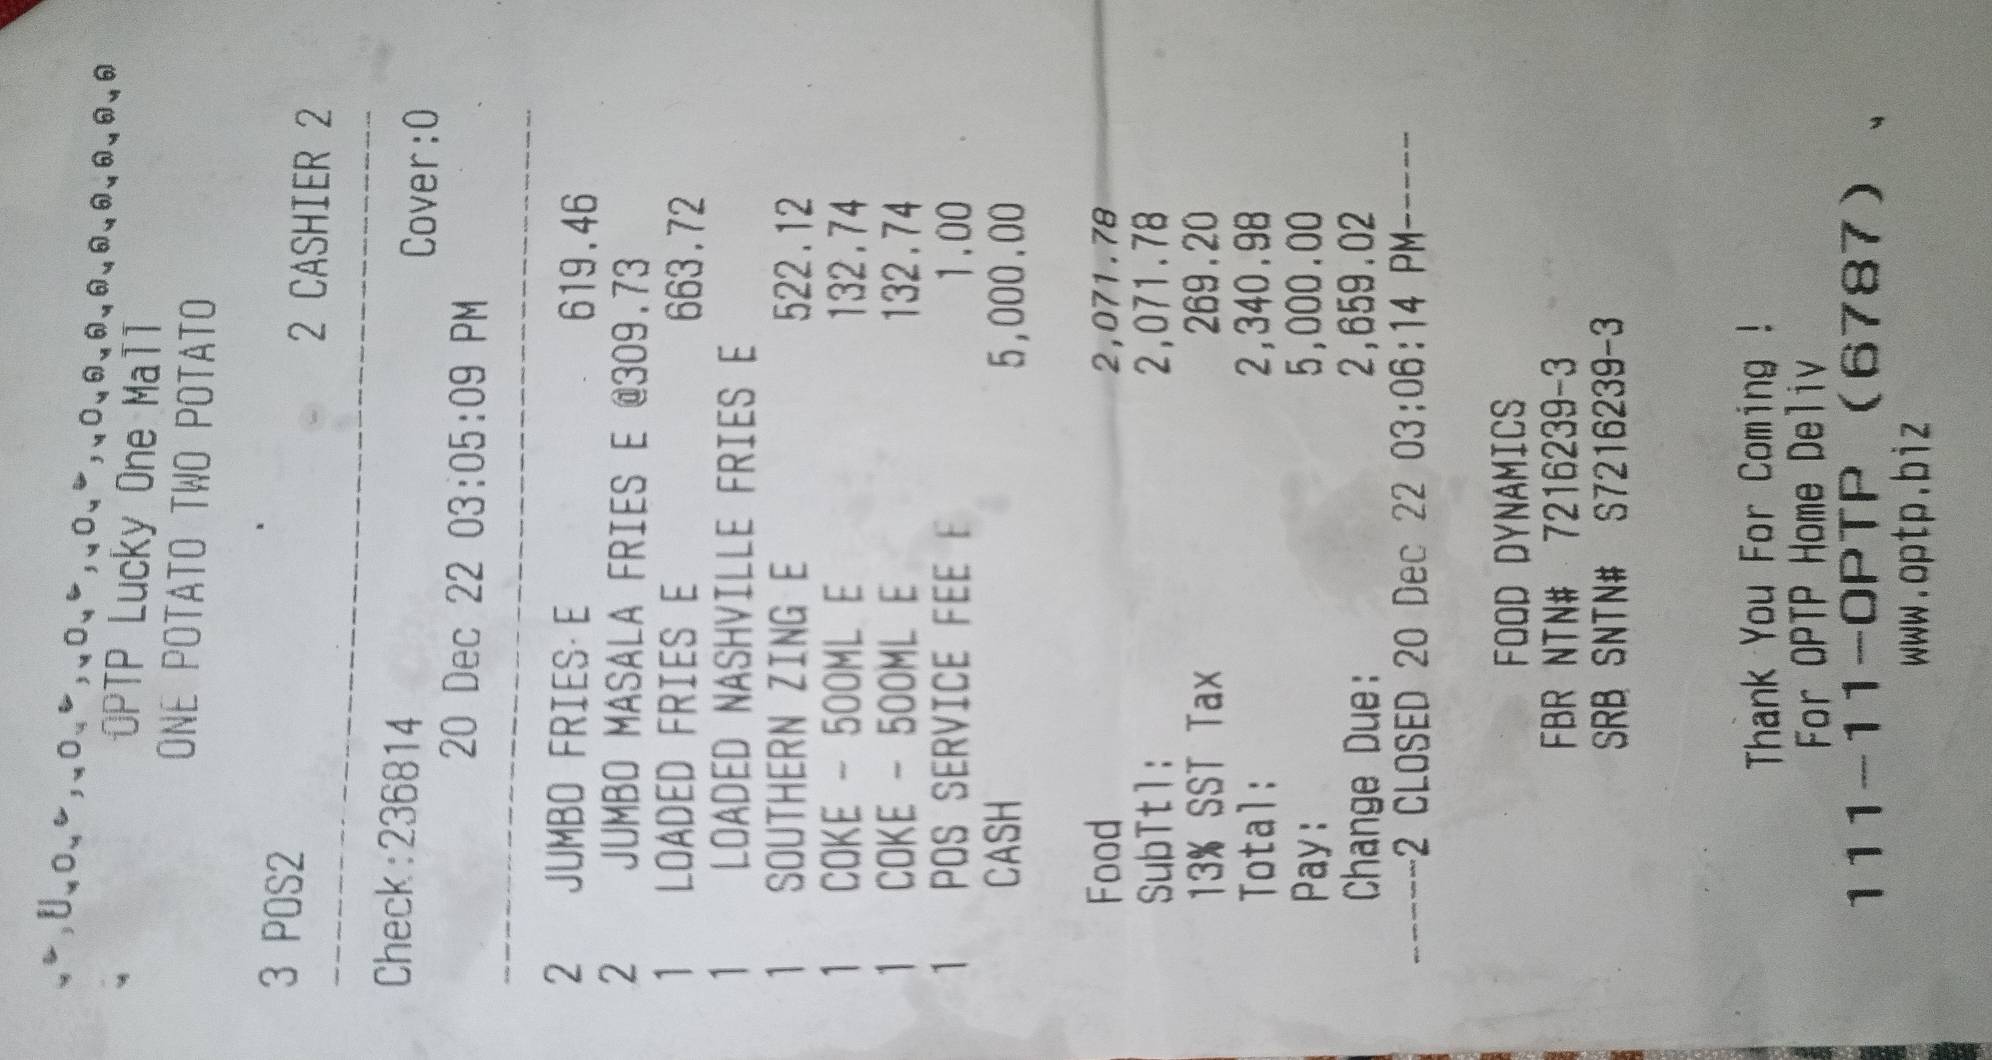 OPTP Lucky One Mall
ONE POTATO TWO POTATO
3 POS2 2 CASHIER 2
Check:236814 Cover:0
20 Dec 22 03:05:09 PM
2 JUMBO FRIES E 619.46
2 JUMBO MASALA FRIES E @309.73
1 LOADED FRIES E 663.72
1 LOADED NASHVILLE FRIES E
1 SOUTHERN ZING E 522.12
1 COKE - 500ML E 132.74
1 COKE - 500ML E 132.74
1 POS SERVICE FEE E 1.00
CASH 5,000.00
Food 2,071.78
SubTtl: 2,071.78
13% SST Tax 269.20
Total: 2,340.98
Pay: 5,000.00
Change Due: 2,659.02
-----2 CLOSED 20 Dec 22 03:06:14 PM-----
FOOD DYNAMICS
FBR NTN# 7216239-3
SRB SNTN# S7216239-3
Thank You For Coming !
For OPTP Home Deliv
111-11-OPTP (6787)
www.optp.biz